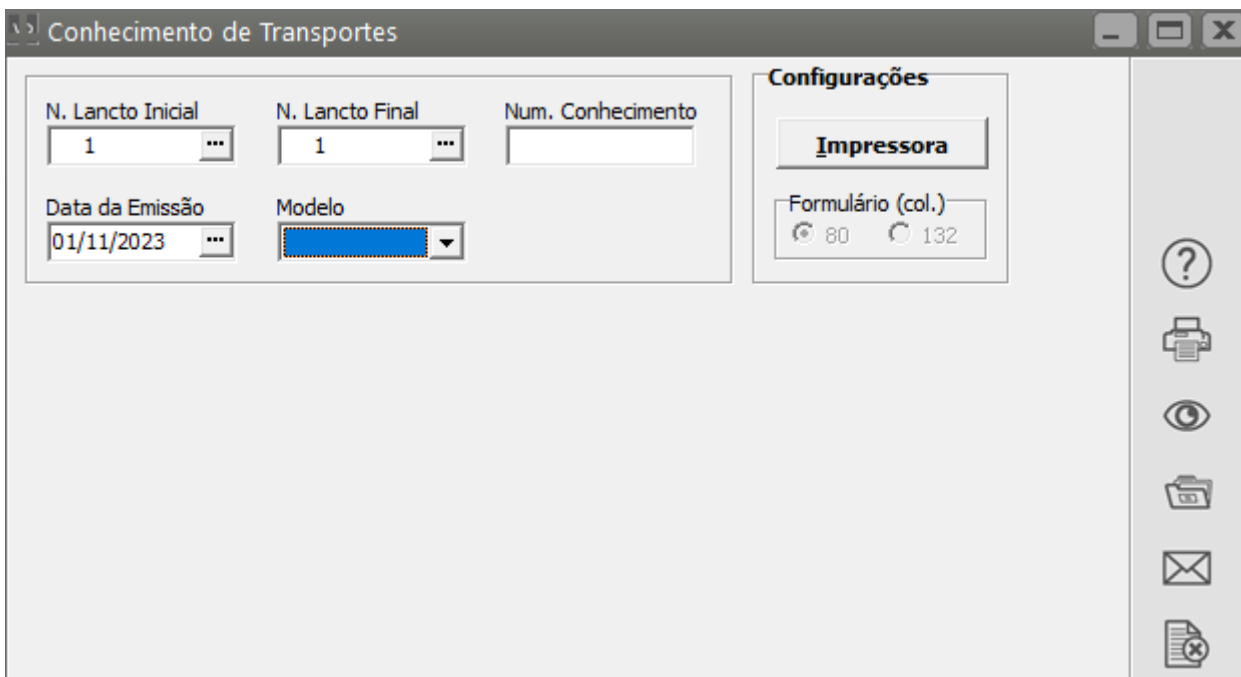 Conhecimento de Transportes
Configurações
N. Lancto Inicial N. Lancto Final Num. Conhecimento
1 ... 1 ...
Impressora
Data da Emissão Modelo
Formulário (col.)
01/11/2023 ...
80 132